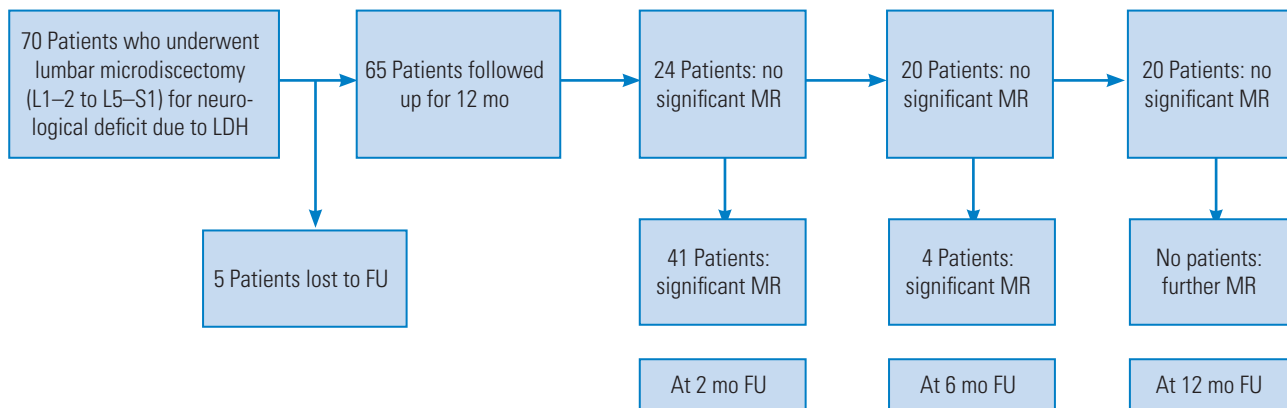 70 Patients who underwent
lumbar microdiscectomy
(L1–2 to L5–S1) for neuro-
logical deficit due to LDH
65 Patients followed
up for 12 mo
24 Patients: no
significant MR
20 Patients: no
significant MR
20 Patients: no
significant MR
5 Patients lost to FU
41 Patients:
significant MR
4 Patients:
significant MR
No patients:
further MR
At 2 mo FU
At 6 mo FU
At 12 mo FU